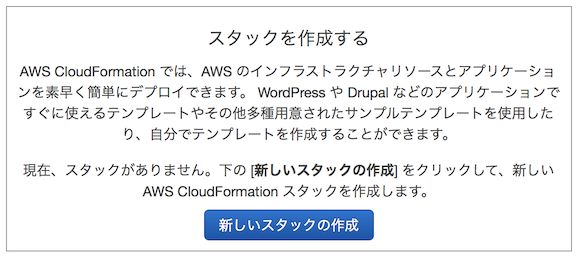 スタックを作成する
AWS CloudFormation では、AWS のインフラストラクチャリソースとアプリケーショ
ンを素早く簡単にデプロイできます。 WordPress や Drupal などのアプリケーションで
すぐに使えるテンプレートやその他多種用意されたサンプルテンプレートを使用した
り、自分でテンプレートを作成することができます。
現在、スタックがありません。下の [新しいスタックの作成] をクリックして、新しい
AWS CloudFormation スタックを作成します。
新しいスタックの作成